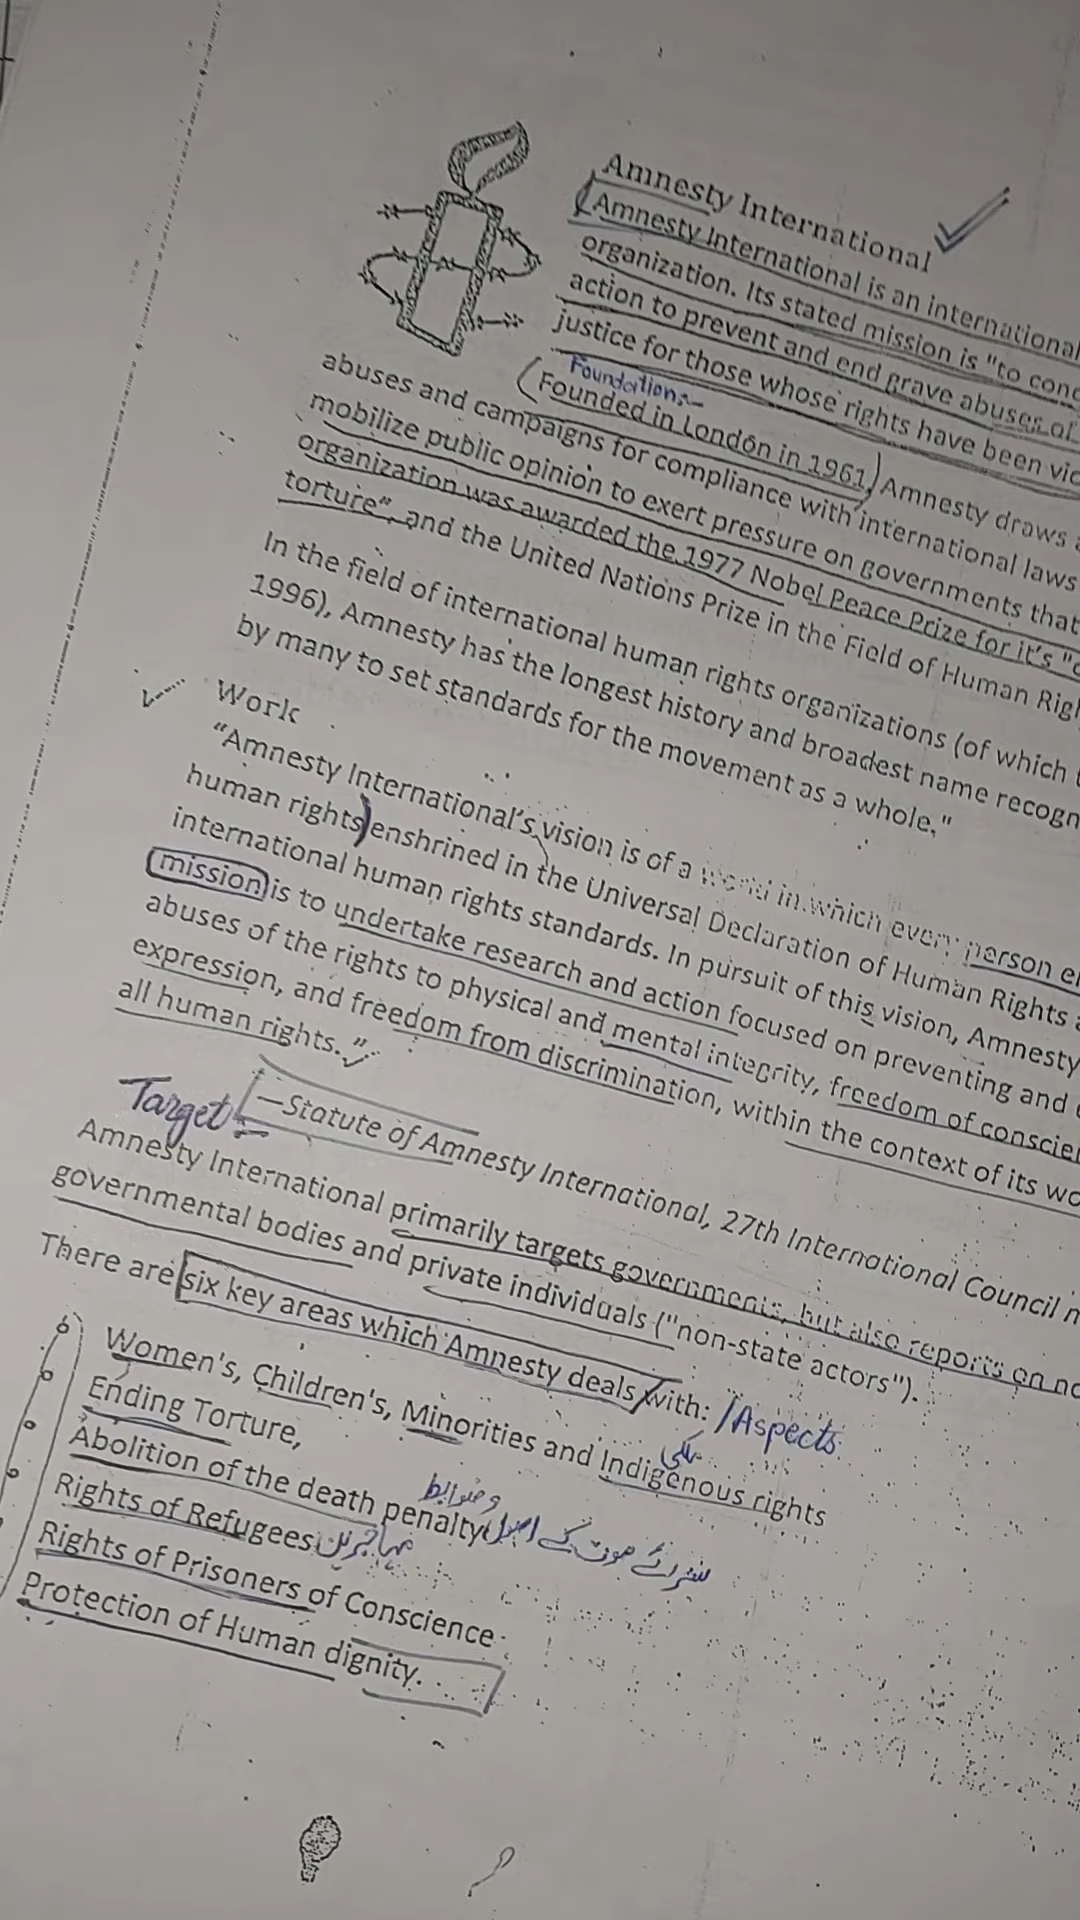 Amnesty International
Amnesty International is an international
organization. Its stated mission is "to cond
action to prevent and end grave abuses of
justice for those whose rights have been vio
Foundation:-
Founded in London in 1961, Amnesty draws a
abuses and campaigns for compliance with international laws
mobilize public opinion to exert pressure on governments that
organization was awarded the 1977 Nobel Peace Prize for it's "c
torture", and the United Nations Prize in the Field of Human Righ
In the field of international human rights organizations (of which t
1996), Amnesty has the longest history and broadest name recogn
by many to set standards for the movement as a whole."
Work
"Amnesty International's vision is of a world in which every person en
human rights enshrined in the Universal Declaration of Human Rights a
international human rights standards. In pursuit of this vision, Amnesty
mission is to undertake research and action focused on preventing and e
abuses of the rights to physical and mental integrity, freedom of conscien
expression, and freedom from discrimination, within the context of its wo
all human rights."
Target:-
—Statute of Amnesty International, 27th International Council m
Amnesty International primarily targets governments, but also reports on no
governmental bodies and private individuals ("non-state actors").
There are six key areas which Amnesty deals with: / Aspects
Women's, Children's, Minorities and Indigenous rights
ملکی
Ending Torture,
Abolition of the death penalty سزائے موت کے اصول وضوابط
Rights of Refugees مہاجرین
Rights of Prisoners of Conscience
Protection of Human dignity.